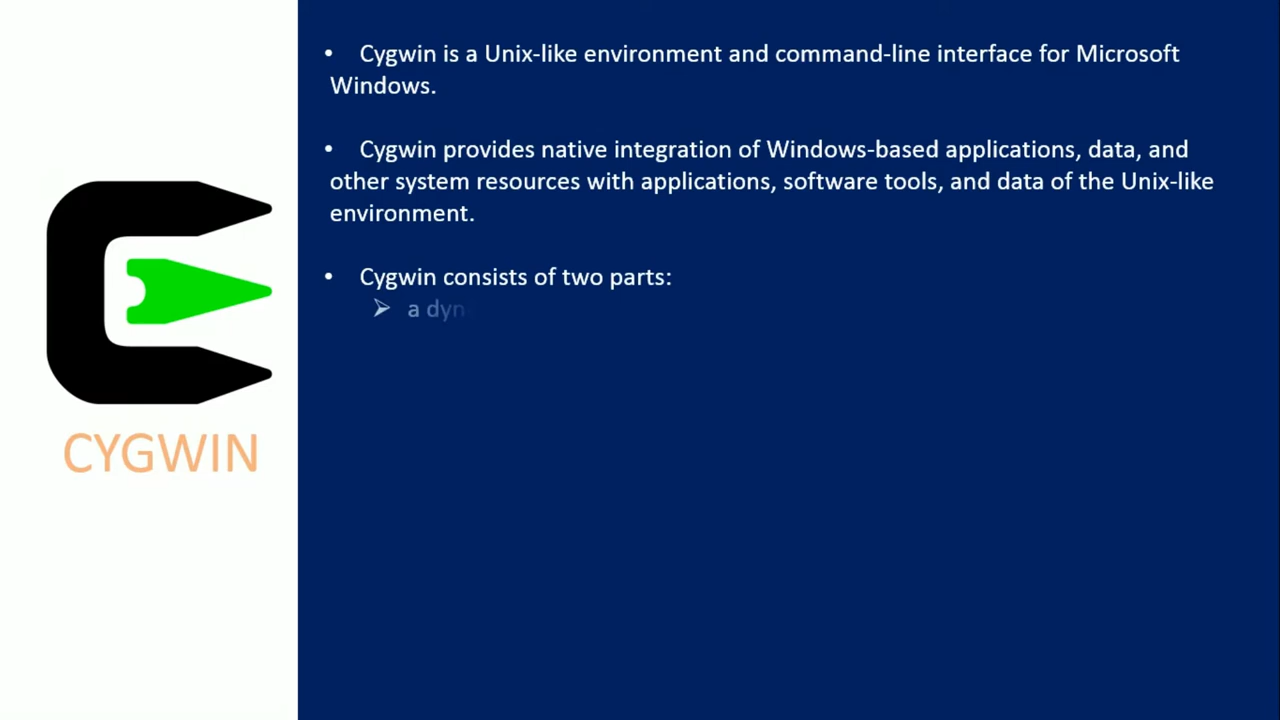 • Cygwin is a Unix-like environment and command-line interface for Microsoft
Windows.
• Cygwin provides native integration of Windows-based applications, data, and
other system resources with applications, software tools, and data of the Unix-like
environment.
• Cygwin consists of two parts:
➢ a dyn
CYGWIN